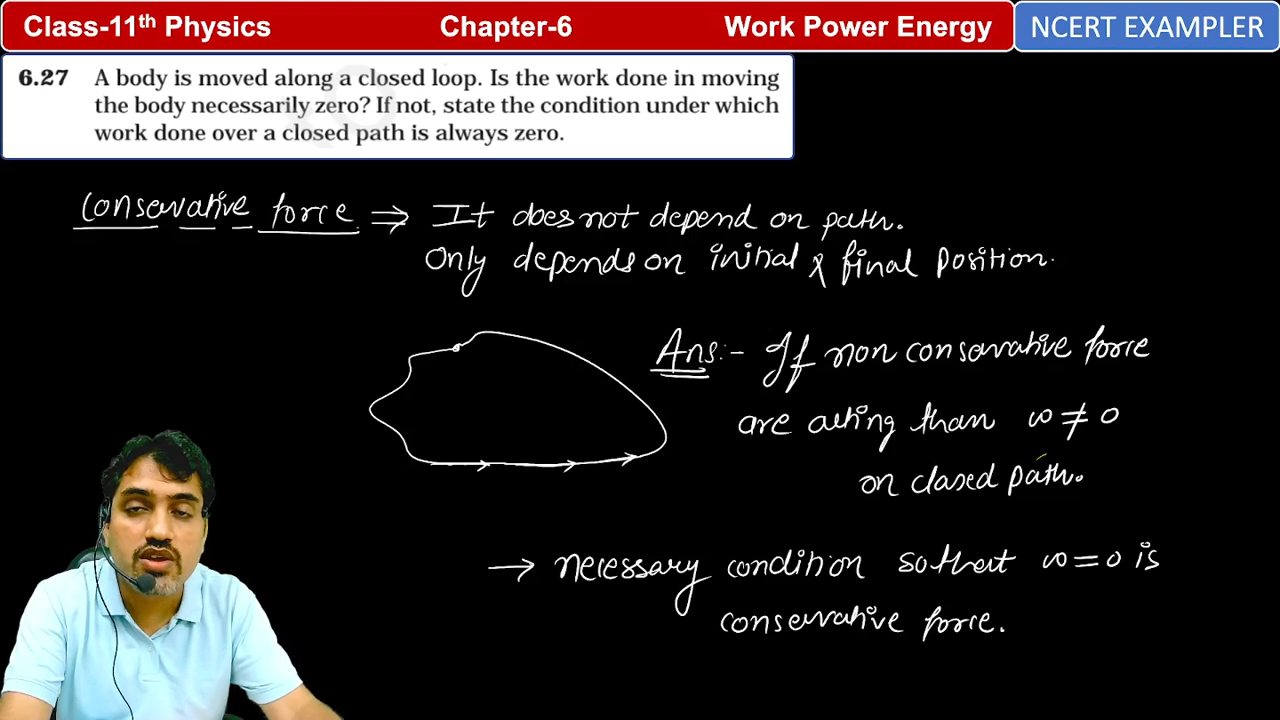 Class-11th Physics Chapter-6 Work Power Energy NCERT EXAMPLER
6.27 A body is moved along a closed loop. Is the work done in moving
the body necessarily zero? If not, state the condition under which
work done over a closed path is always zero.
Conservative force ⇒ It does not depend on path.
Only depends on initial & final position.
Ans:- If non conservative force
are acting than w ≠ 0
on closed path.
→ necessary condition so that w = 0 is
conservative force.